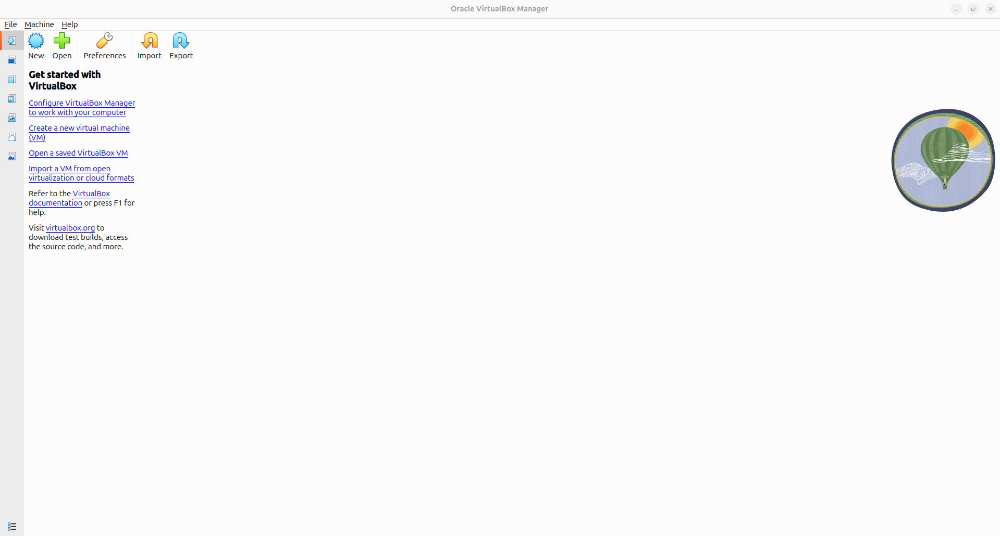 Oracle VirtualBox Manager
File Machine Help
New Open Preferences Import Export
Get started with
VirtualBox
Configure VirtualBox Manager
to work with your computer
Create a new virtual machine
(VM)
Open a saved VirtualBox VM
Import a VM from open
virtualization or cloud formats
Refer to the VirtualBox
documentation or press F1 for
help.
Visit virtualbox.org to
download test builds, access
the source code, and more.